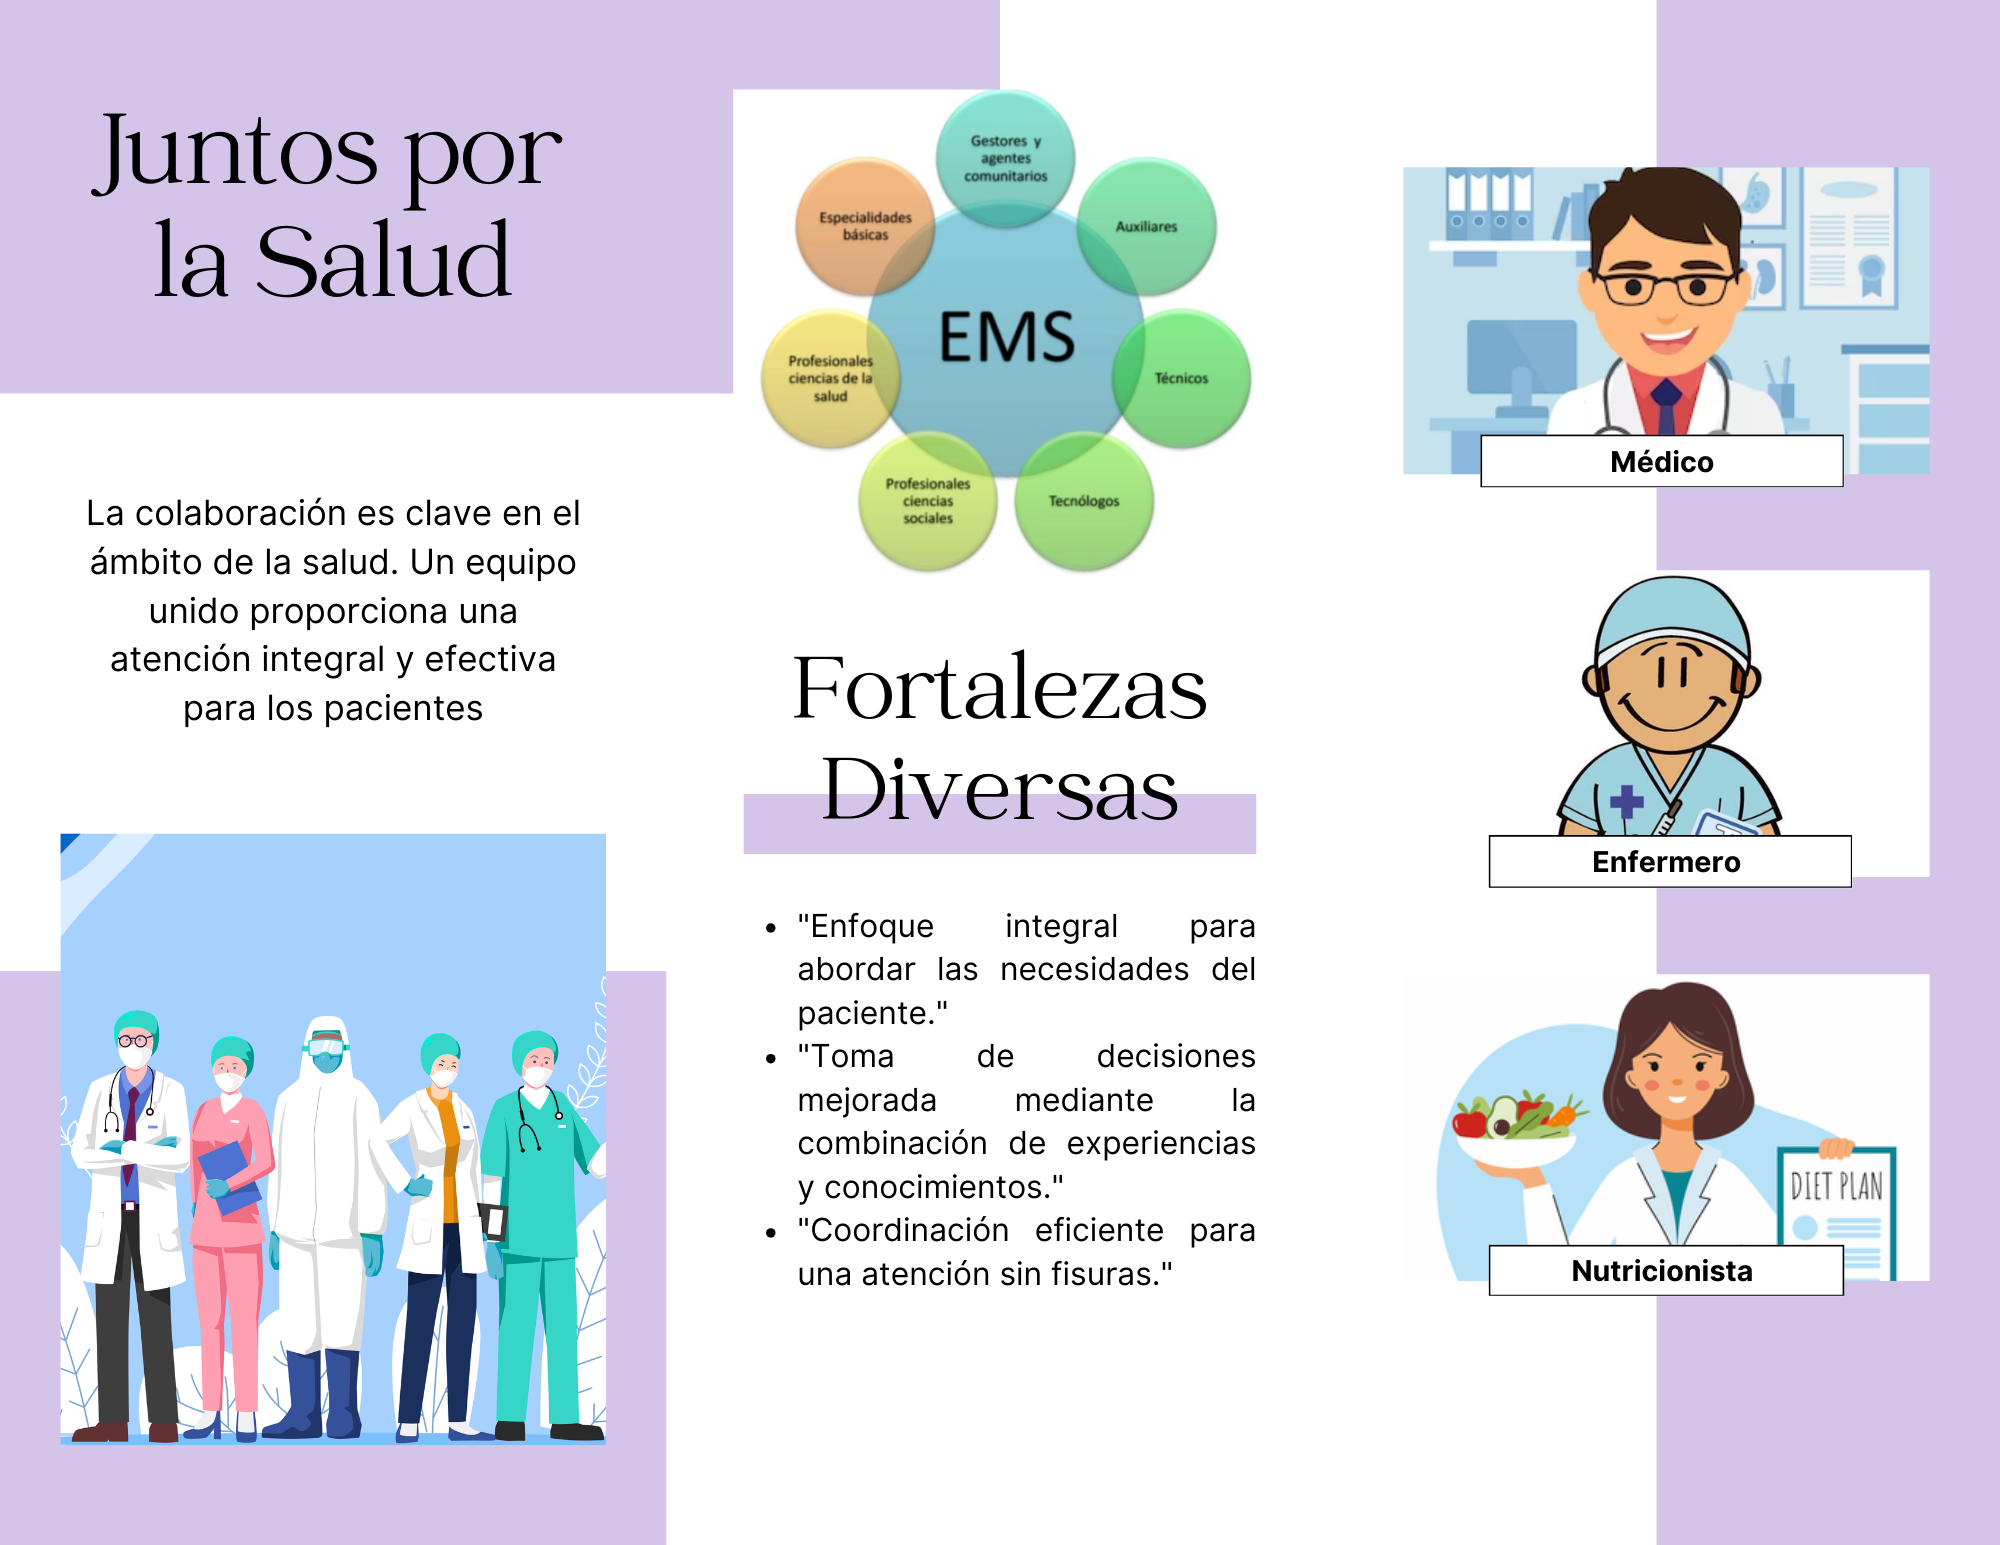 Juntos por
la Salud
La colaboración es clave en el
ámbito de la salud. Un equipo
unido proporciona una
atención integral y efectiva
para los pacientes
Gestores y
agentes
comunitarios
Auxiliares
Técnicos
Tecnólogos
Profesionales
ciencias
sociales
Profesionales
ciencias de la
salud
Especialidades
básicas
EMS
Fortalezas
Diversas
• "Enfoque integral para
abordar las necesidades del
paciente."
• "Toma de decisiones
mejorada mediante la
combinación de experiencias
y conocimientos."
• "Coordinación eficiente para
una atención sin fisuras."
Médico
Enfermero
DIET PLAN
Nutricionista